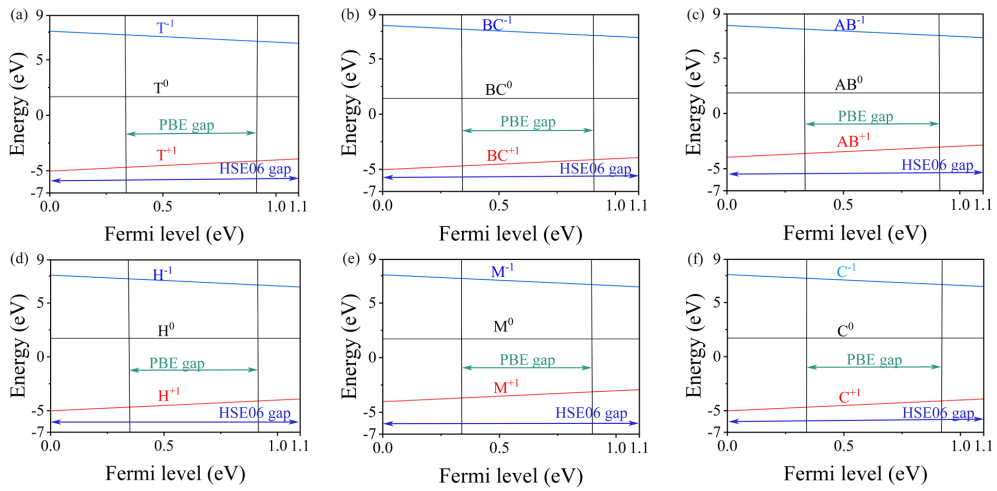 (a)
9
T⁻¹
5
T⁰
0
PBE gap
T⁺¹
-5
HSE06 gap
-7
0.0
0.5
1.0
1.1
Energy (eV)
Fermi level (eV)
(b)
9
BC⁻¹
5
BC⁰
0
PBE gap
BC⁺¹
-5
HSE06 gap
-7
0.0
0.5
1.0
1.1
Energy (eV)
Fermi level (eV)
(c)
9
AB⁻¹
5
AB⁰
0
PBE gap
AB⁺¹
-5
HSE06 gap
-7
0.0
0.5
1.0
1.1
Energy (eV)
Fermi level (eV)
(d)
9
H⁻¹
5
H⁰
0
PBE gap
H⁺¹
-5
HSE06 gap
-7
0.0
0.5
1.0
1.1
Energy (eV)
Fermi level (eV)
(e)
9
M⁻¹
5
M⁰
0
PBE gap
M⁺¹
-5
HSE06 gap
-7
0.0
0.5
1.0
1.1
Energy (eV)
Fermi level (eV)
(f)
9
C⁻¹
5
C⁰
0
PBE gap
C⁺¹
-5
HSE06 gap
-7
0.0
0.5
1.0
1.1
Energy (eV)
Fermi level (eV)